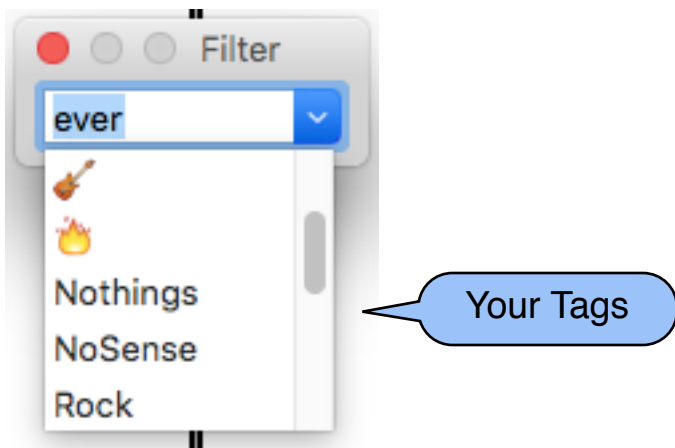 Filter
ever
🎸
🔥
Nothings
NoSense
Rock
Your Tags